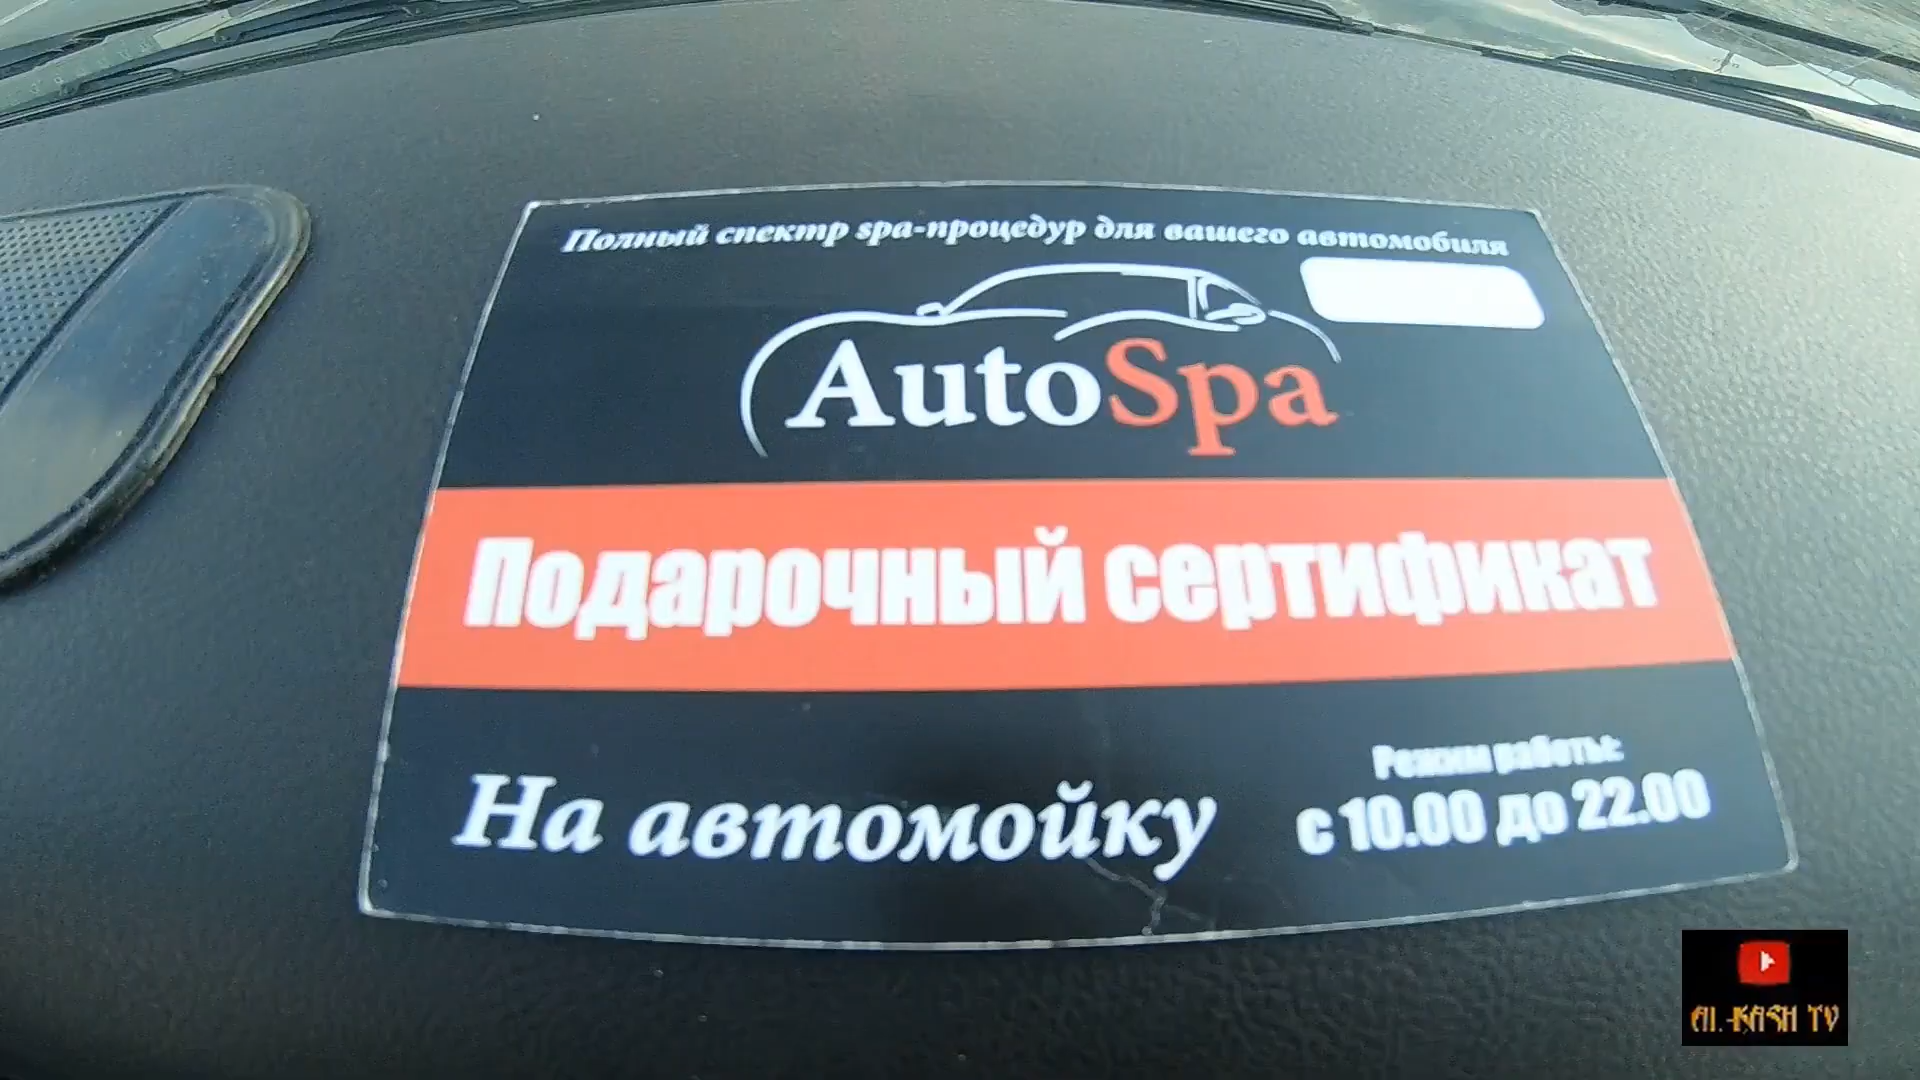 Полный спектр spa-процедур для вашего автомобиля
AutoSpa
Подарочный сертификат
На автомойку
Режим работы:
с 10.00 до 22.00
AL-KASH TV